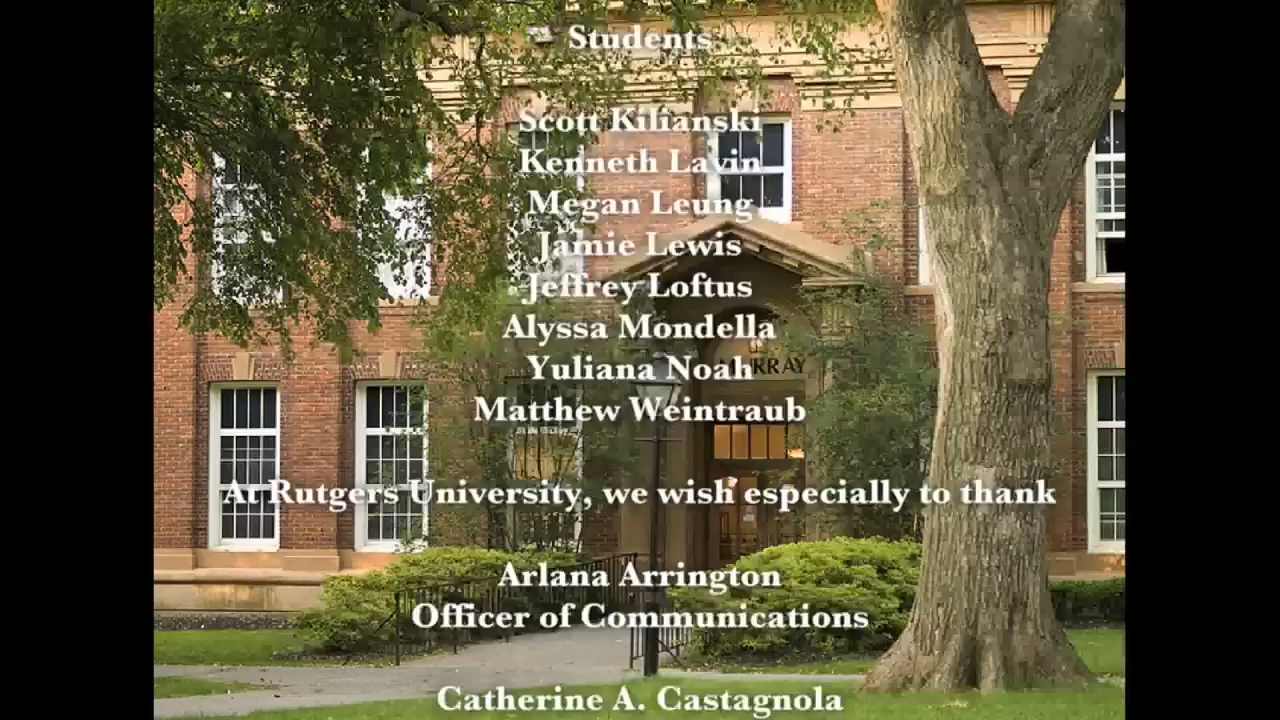 Students
Scott Kilianski
Kenneth Lavin
Megan Leung
Jamie Lewis
Jeffrey Loftus
Alyssa Mondella
Yuliana Noah
MURRAY
Matthew Weintraub
At Rutgers University, we wish especially to thank
Arlana Arrington
Officer of Communications
Catherine A. Castagnola